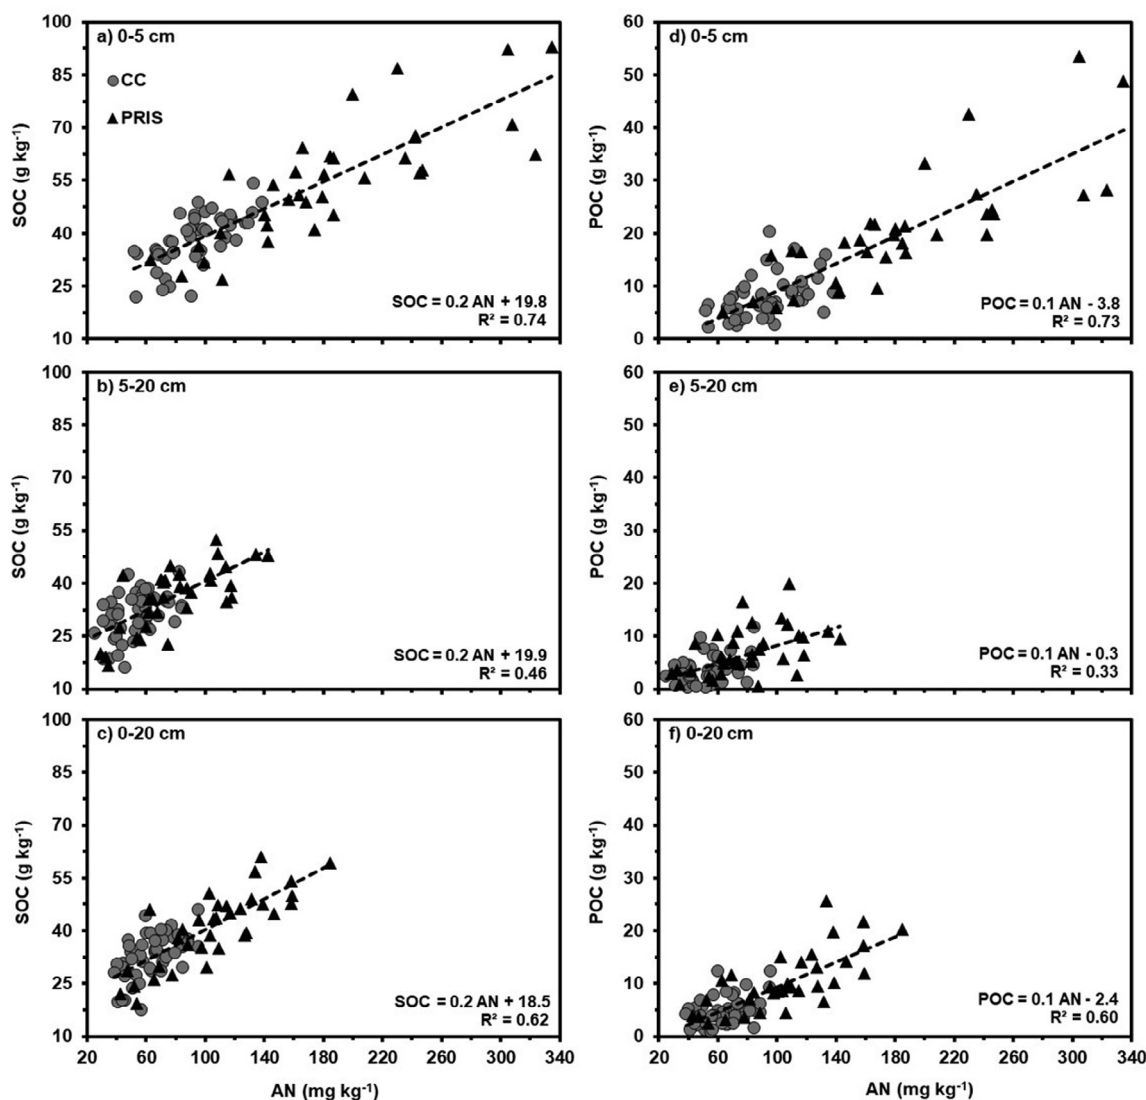 a) 0-5 cm
CC
PRIS
SOC (g kg⁻¹)
100
85
70
55
40
25
10
SOC = 0.2 AN + 19.8
R² = 0.74
d) 0-5 cm
POC (g kg⁻¹)
60
50
40
30
20
10
0
POC = 0.1 AN - 3.8
R² = 0.73
b) 5-20 cm
SOC (g kg⁻¹)
100
85
70
55
40
25
10
SOC = 0.2 AN + 19.9
R² = 0.46
e) 5-20 cm
POC (g kg⁻¹)
60
50
40
30
20
10
0
POC = 0.1 AN - 0.3
R² = 0.33
c) 0-20 cm
SOC (g kg⁻¹)
100
85
70
55
40
25
10
SOC = 0.2 AN + 18.5
R² = 0.62
20 60 100 140 180 220 260 300 340
AN (mg kg⁻¹)
f) 0-20 cm
POC (g kg⁻¹)
60
50
40
30
20
10
0
POC = 0.1 AN - 2.4
R² = 0.60
20 60 100 140 180 220 260 300 340
AN (mg kg⁻¹)